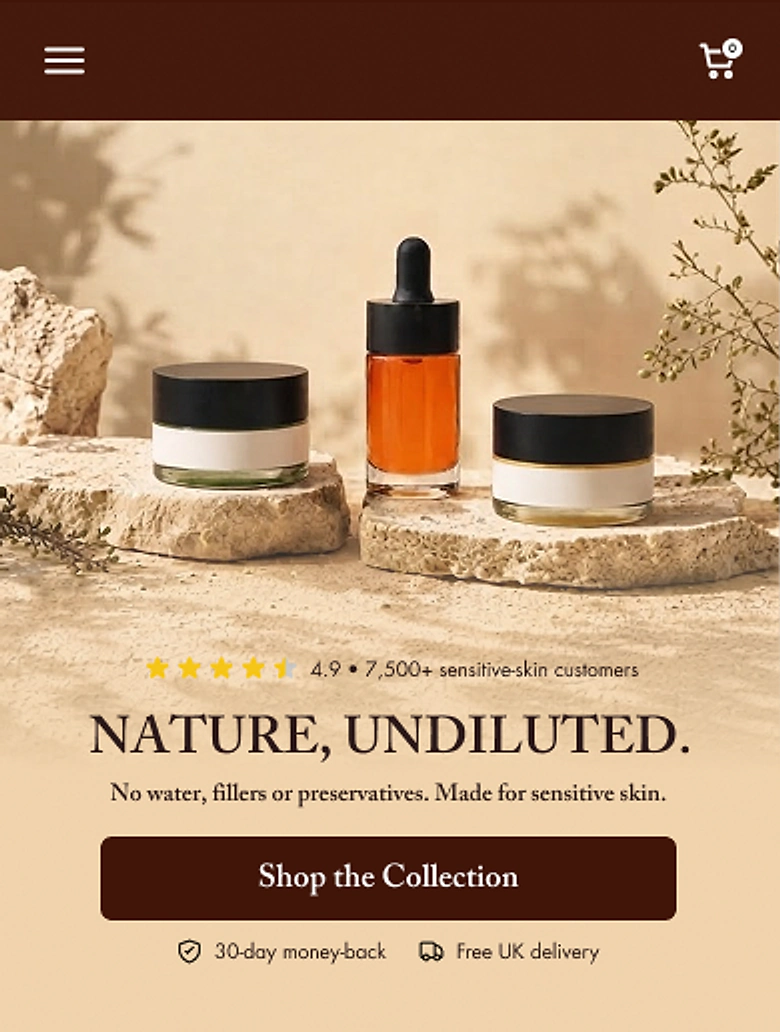 0
4.9 • 7,500+ sensitive-skin customers
NATURE, UNDILUTED.
No water, fillers or preservatives. Made for sensitive skin.
Shop the Collection
30-day money-back Free UK delivery